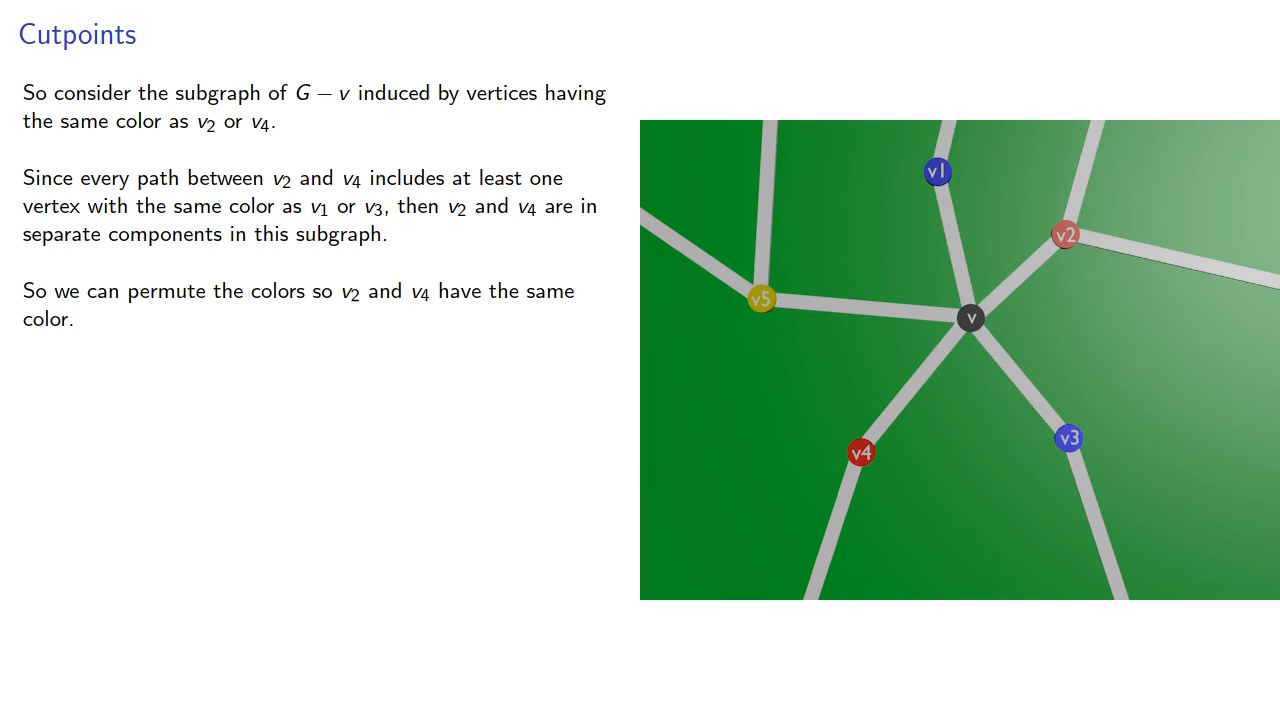 Cutpoints
So consider the subgraph of G − v induced by vertices having
the same color as v₂ or v₄.
Since every path between v₂ and v₄ includes at least one
vertex with the same color as v₁ or v₃, then v₂ and v₄ are in
separate components in this subgraph.
So we can permute the colors so v₂ and v₄ have the same
color.
v1
v2
v5
v
v3
v4